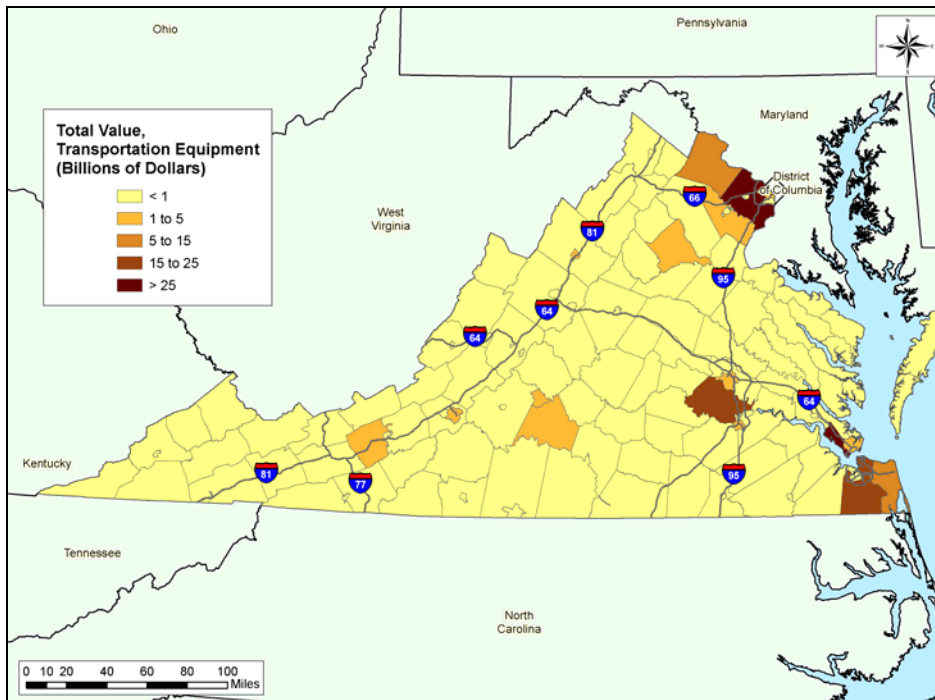 Ohio
Pennsylvania
N
W
E
S
Maryland
Total Value,
Transportation Equipment
(Billions of Dollars)
< 1
1 to 5
5 to 15
15 to 25
> 25
District
of Columbia
66
West
Virginia
81
95
64
64
64
Kentucky
81
77
95
Tennessee
North
Carolina
0 10 20 40 60 80 100
Miles